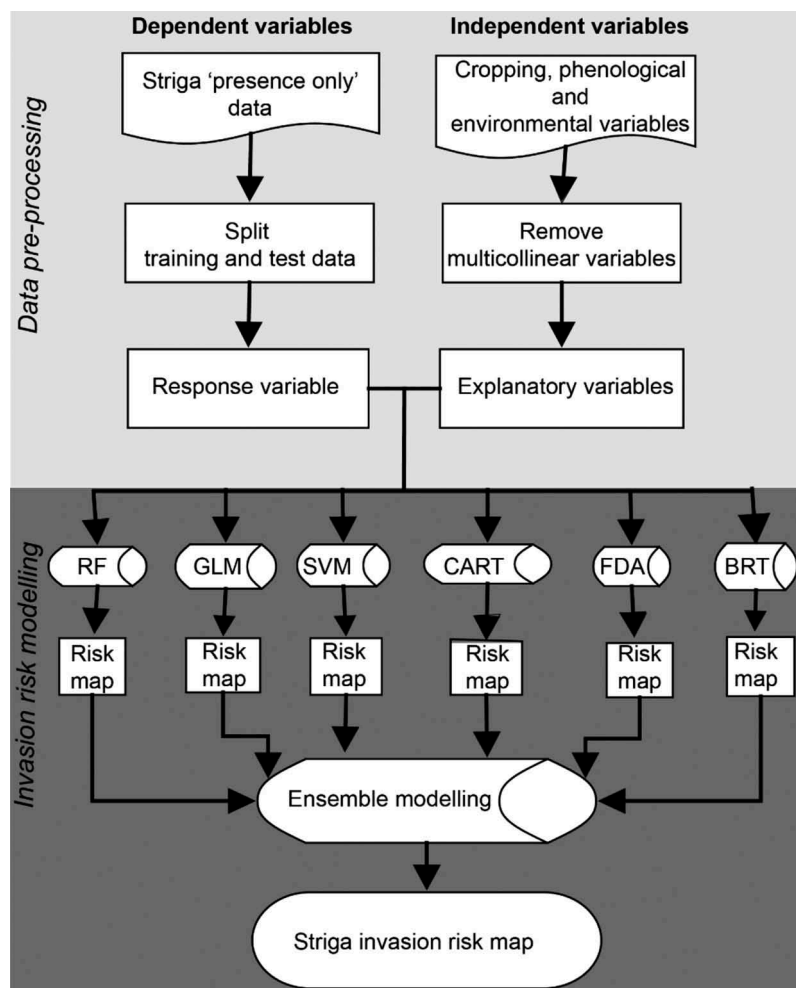 Dependent variables
Independent variables
Striga 'presence only'
data
Cropping, phenological
and
environmental variables
Data pre-processing
Split
training and test data
Remove
multicollinear variables
Response variable
Explanatory variables
Invasion risk modelling
RF
GLM
SVM
CART
FDA
BRT
Risk
map
Risk
map
Risk
map
Risk
map
Risk
map
Risk
map
Ensemble modelling
Striga invasion risk map